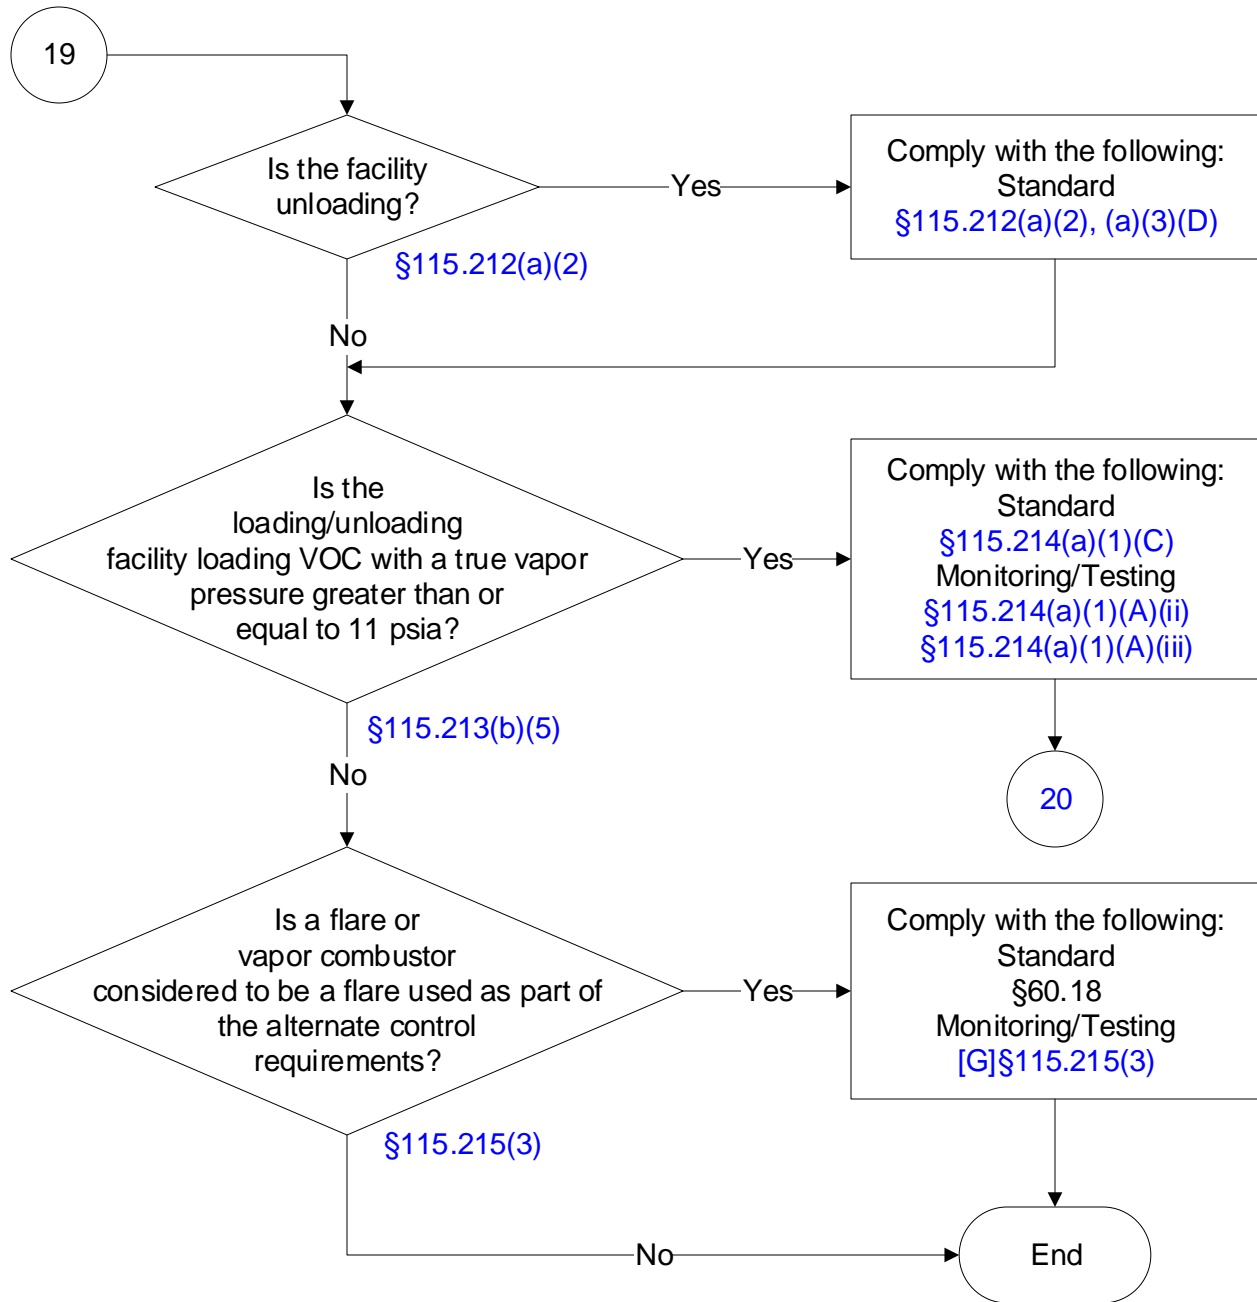 19
Is the facility
unloading?
Yes
Comply with the following:
Standard
§115.212(a)(2), (a)(3)(D)
§115.212(a)(2)
No
Is the
loading/unloading
facility loading VOC with a true vapor
pressure greater than or
equal to 11 psia?
Yes
Comply with the following:
Standard
§115.214(a)(1)(C)
Monitoring/Testing
§115.214(a)(1)(A)(ii)
§115.214(a)(1)(A)(iii)
§115.213(b)(5)
No
20
Is a flare or
vapor combustor
considered to be a flare used as part of
the alternate control
requirements?
Yes
Comply with the following:
Standard
§60.18
Monitoring/Testing
[G]§115.215(3)
§115.215(3)
No
End